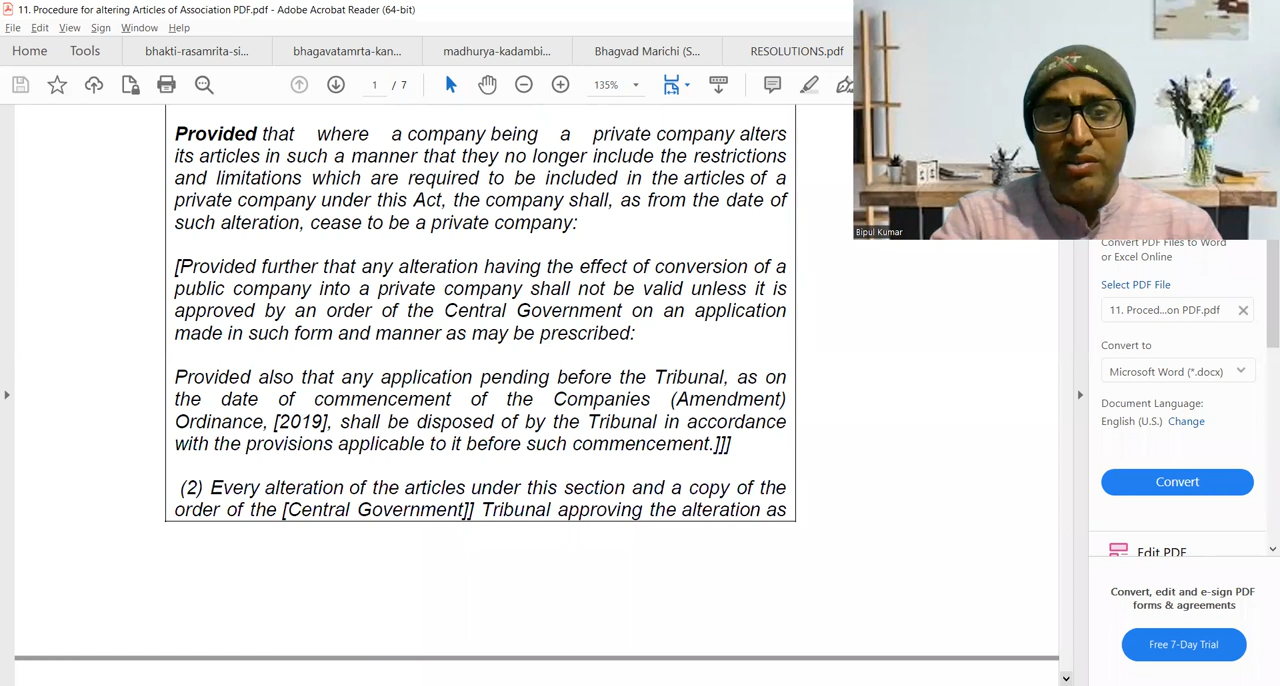 11. Procedure for altering Articles of Association PDF.pdf - Adobe Acrobat Reader (64-bit)
File Edit View Sign Window Help
Home Tools bhakti-rasamrita-si... bhagavatamrta-kan... madhurya-kadambi... Bhagvad Marichi (S... RESOLUTIONS.pdf
1 / 7 135%
Provided that where a company being a private company alters
its articles in such a manner that they no longer include the restrictions
and limitations which are required to be included in the articles of a
private company under this Act, the company shall, as from the date of
such alteration, cease to be a private company:
[Provided further that any alteration having the effect of conversion of a
public company into a private company shall not be valid unless it is
approved by an order of the Central Government on an application
made in such form and manner as may be prescribed:
Provided also that any application pending before the Tribunal, as on
the date of commencement of the Companies (Amendment)
Ordinance, [2019], shall be disposed of by the Tribunal in accordance
with the provisions applicable to it before such commencement.]]]
(2) Every alteration of the articles under this section and a copy of the
order of the [Central Government]] Tribunal approving the alteration as
NEXT
Bipul Kumar
Convert PDF Files to Word
or Excel Online
Select PDF File
11. Proced...on PDF.pdf
Convert to
Microsoft Word (*.docx)
Document Language:
English (U.S.) Change
Convert
Edit PDF
Convert, edit and e-sign PDF
forms & agreements
Free 7-Day Trial